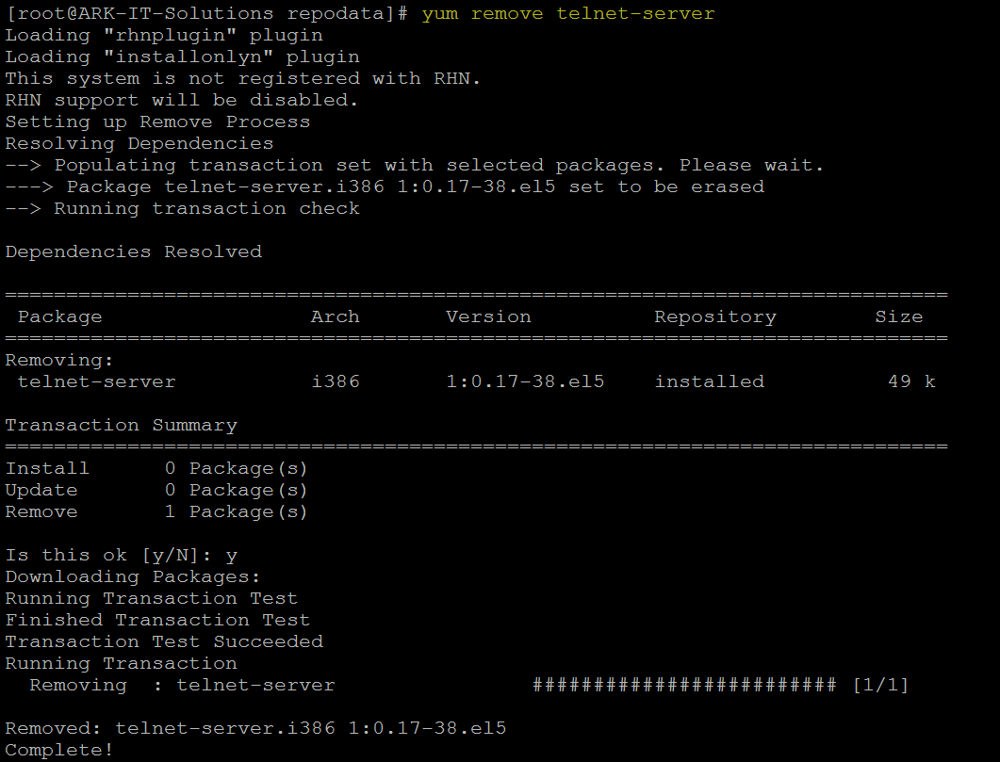 [root@ARK-IT-Solutions repodata]# yum remove telnet-server
Loading "rhnplugin" plugin
Loading "installonlyn" plugin
This system is not registered with RHN.
RHN support will be disabled.
Setting up Remove Process
Resolving Dependencies
--> Populating transaction set with selected packages. Please wait.
---> Package telnet-server.i386 1:0.17-38.el5 set to be erased
--> Running transaction check

Dependencies Resolved

=============================================================================
 Package                 Arch       Version          Repository        Size
=============================================================================
Removing:
 telnet-server           i386       1:0.17-38.el5    installed          49 k

Transaction Summary
=============================================================================
Install      0 Package(s)
Update       0 Package(s)
Remove       1 Package(s)

Is this ok [y/N]: y
Downloading Packages:
Running Transaction Test
Finished Transaction Test
Transaction Test Succeeded
Running Transaction
  Removing  : telnet-server                ######################### [1/1]

Removed: telnet-server.i386 1:0.17-38.el5
Complete!